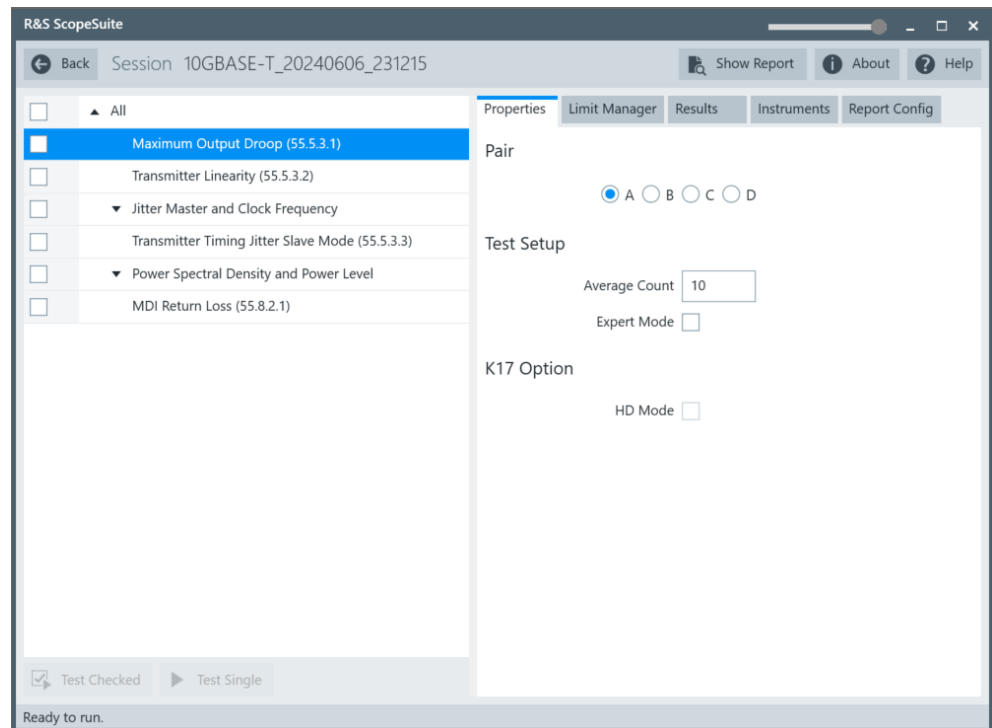 R&S ScopeSuite
Back Session 10GBASE-T_20240606_231215 Show Report About Help
All
Maximum Output Droop (55.5.3.1)
Transmitter Linearity (55.5.3.2)
Jitter Master and Clock Frequency
Transmitter Timing Jitter Slave Mode (55.5.3.3)
Power Spectral Density and Power Level
MDI Return Loss (55.8.2.1)
Properties Limit Manager Results Instruments Report Config
Pair
A B C D
Test Setup
Average Count 10
Expert Mode
K17 Option
HD Mode
Test Checked Test Single
Ready to run.